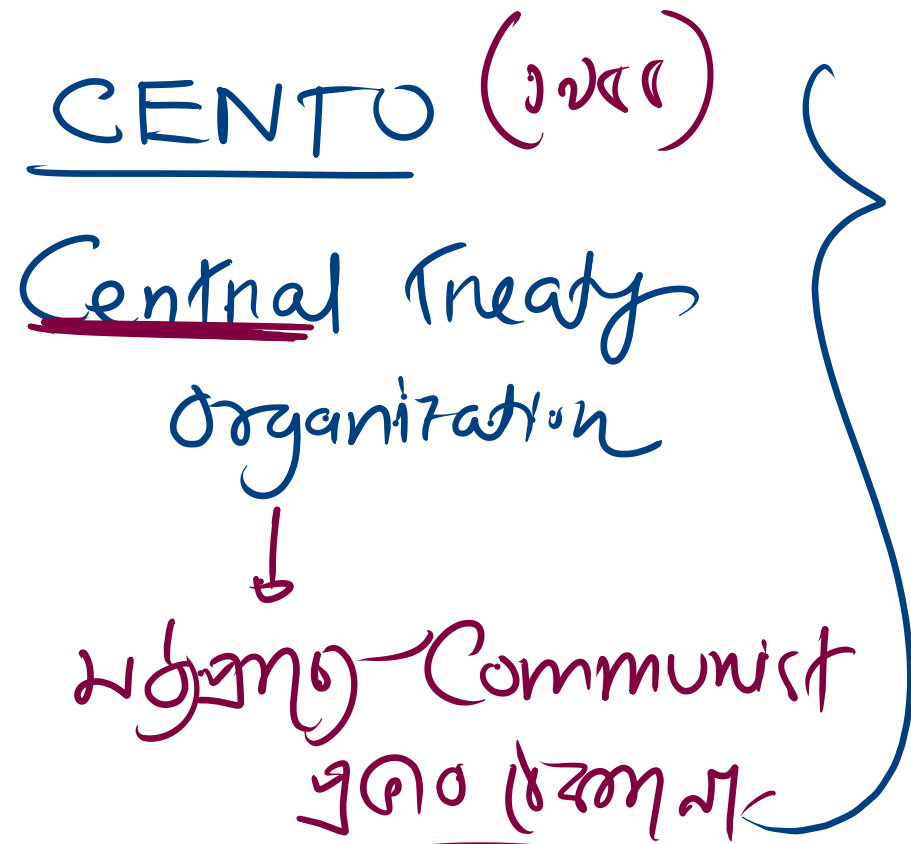 CENTO (১৯৫৫)
Central Treaty
Organization
মধ্যপ্রাচ্যে Communist
প্রভাব ঠেকানো